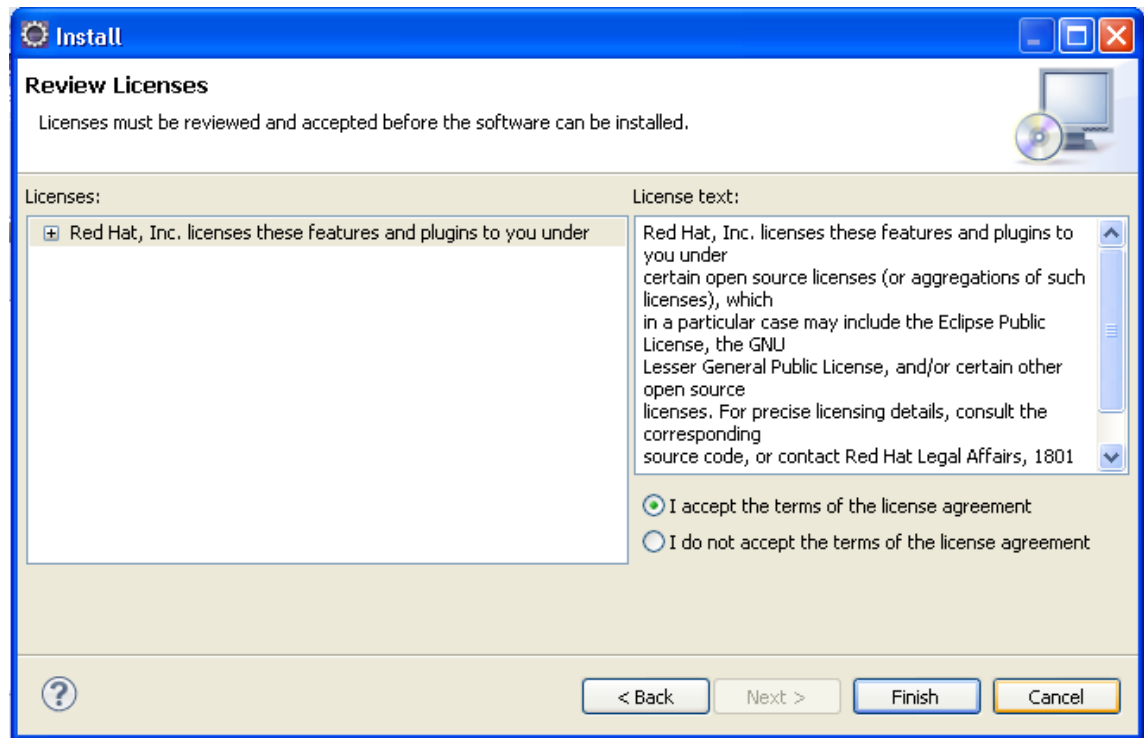 Install
Review Licenses
Licenses must be reviewed and accepted before the software can be installed.
Licenses:
Red Hat, Inc. licenses these features and plugins to you under
License text:
Red Hat, Inc. licenses these features and plugins to
you under
certain open source licenses (or aggregations of such
licenses), which
in a particular case may include the Eclipse Public
License, the GNU
Lesser General Public License, and/or certain other
open source
licenses. For precise licensing details, consult the
corresponding
source code, or contact Red Hat Legal Affairs, 1801
I accept the terms of the license agreement
I do not accept the terms of the license agreement
?
< Back
Next >
Finish
Cancel